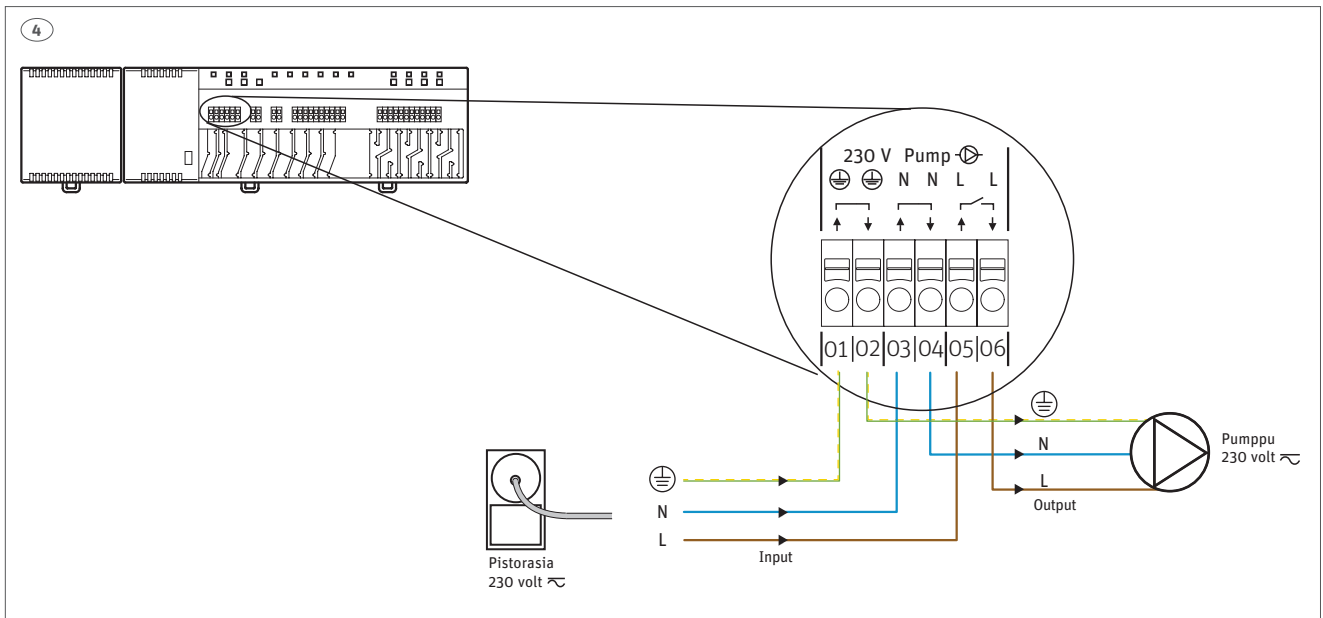 4
230 V Pump
N N L L
01 02 03 04 05 06
N
L
Output
Pumppu
230 volt
N
L
Input
Pistorasia
230 volt